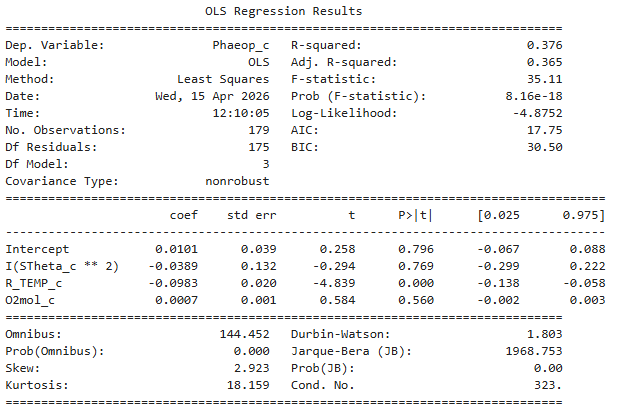 OLS Regression Results
==============================================================================
Dep. Variable: Phaeop_c R-squared: 0.376
Model: OLS Adj. R-squared: 0.365
Method: Least Squares F-statistic: 35.11
Date: Wed, 15 Apr 2026 Prob (F-statistic): 8.16e-18
Time: 12:10:05 Log-Likelihood: -4.8752
No. Observations: 179 AIC: 17.75
Df Residuals: 175 BIC: 30.50
Df Model: 3
Covariance Type: nonrobust
====================================================================================
coef std err t P>|t| [0.025 0.975]
------------------------------------------------------------------------------------
Intercept 0.0101 0.039 0.258 0.796 -0.067 0.088
I(STheta_c ** 2) -0.0389 0.132 -0.294 0.769 -0.299 0.222
R_TEMP_c -0.0983 0.020 -4.839 0.000 -0.138 -0.058
O2mol_c 0.0007 0.001 0.584 0.560 -0.002 0.003
==============================================================================
Omnibus: 144.452 Durbin-Watson: 1.803
Prob(Omnibus): 0.000 Jarque-Bera (JB): 1968.753
Skew: 2.923 Prob(JB): 0.00
Kurtosis: 18.159 Cond. No. 323.
==============================================================================